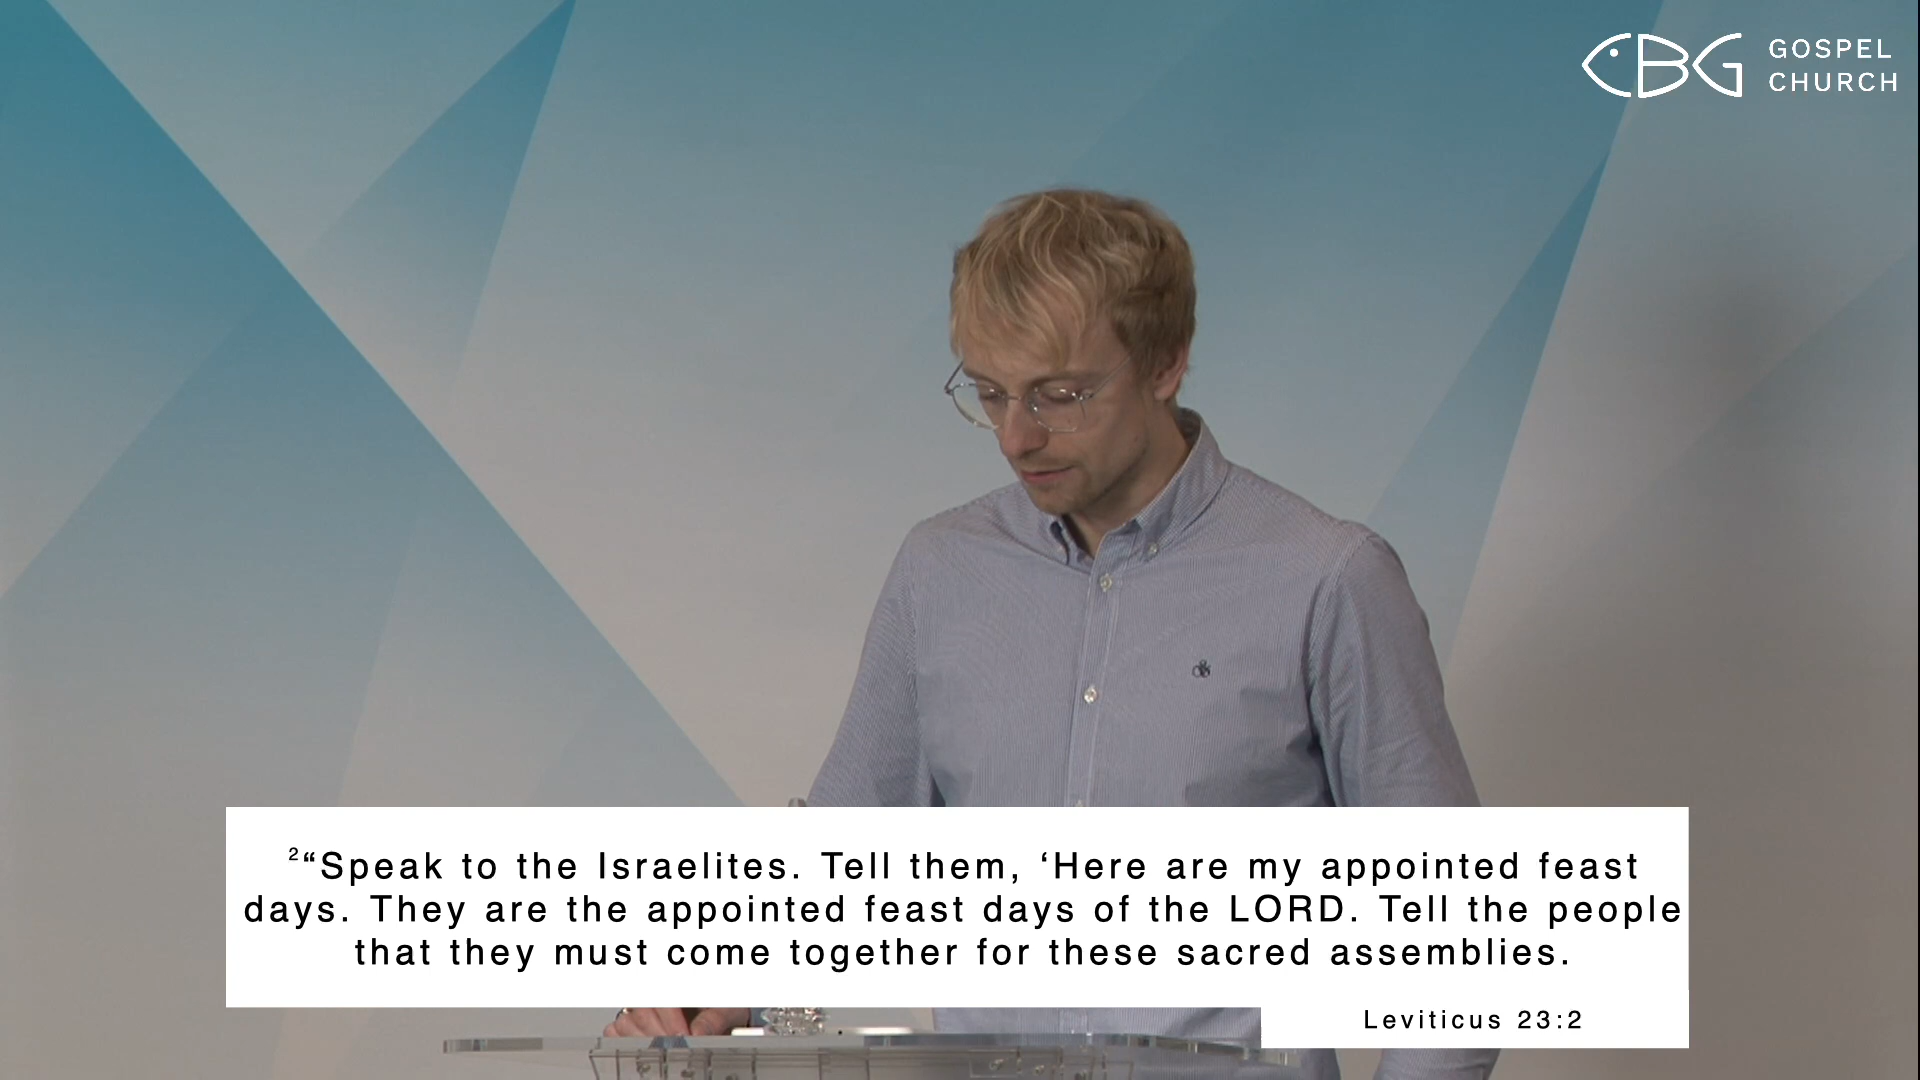 CBG GOSPEL
CHURCH
²“Speak to the Israelites. Tell them, ‘Here are my appointed feast
days. They are the appointed feast days of the LORD. Tell the people
that they must come together for these sacred assemblies.
Leviticus 23:2